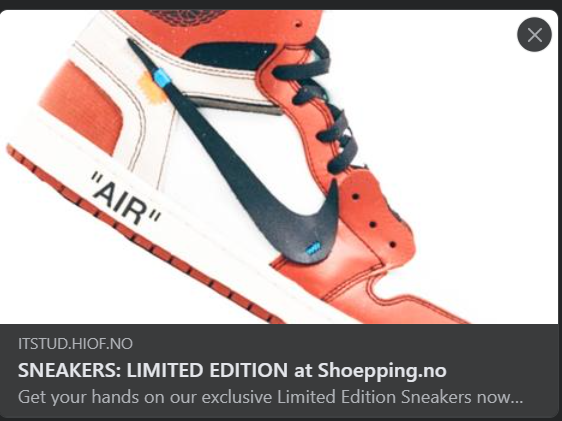 "AIR"
ITSTUD.HIOF.NO
SNEAKERS: LIMITED EDITION at Shoepping.no
Get your hands on our exclusive Limited Edition Sneakers now...